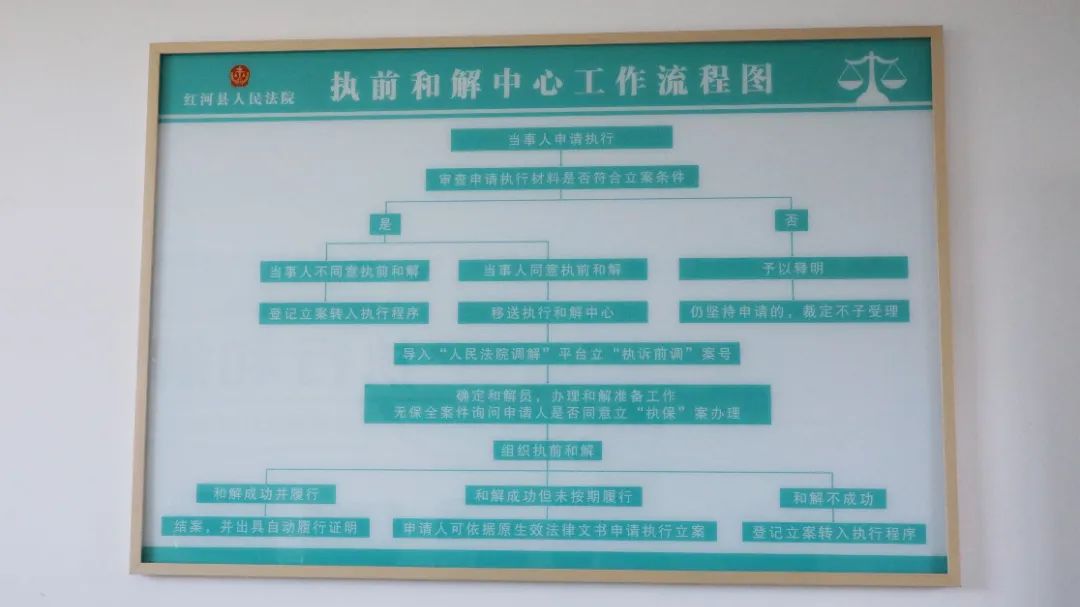 红河县人民法院
执前和解中心工作流程图
当事人申请执行
审查申请执行材料是否符合立案条件
是
否
当事人不同意执前和解
当事人同意执前和解
予以释明
登记立案转入执行程序
移送执行和解中心
仍坚持申请的，裁定不予受理
导入“人民法院调解”平台立“执诉前调”案号
确定和解员，办理和解准备工作
无保全案件询问申请人是否同意立“执保”案办理
组织执前和解
和解成功并履行
和解成功但未按期履行
和解不成功
结案，并出具自动履行证明
申请人可依据原生效法律文书申请执行立案
登记立案转入执行程序